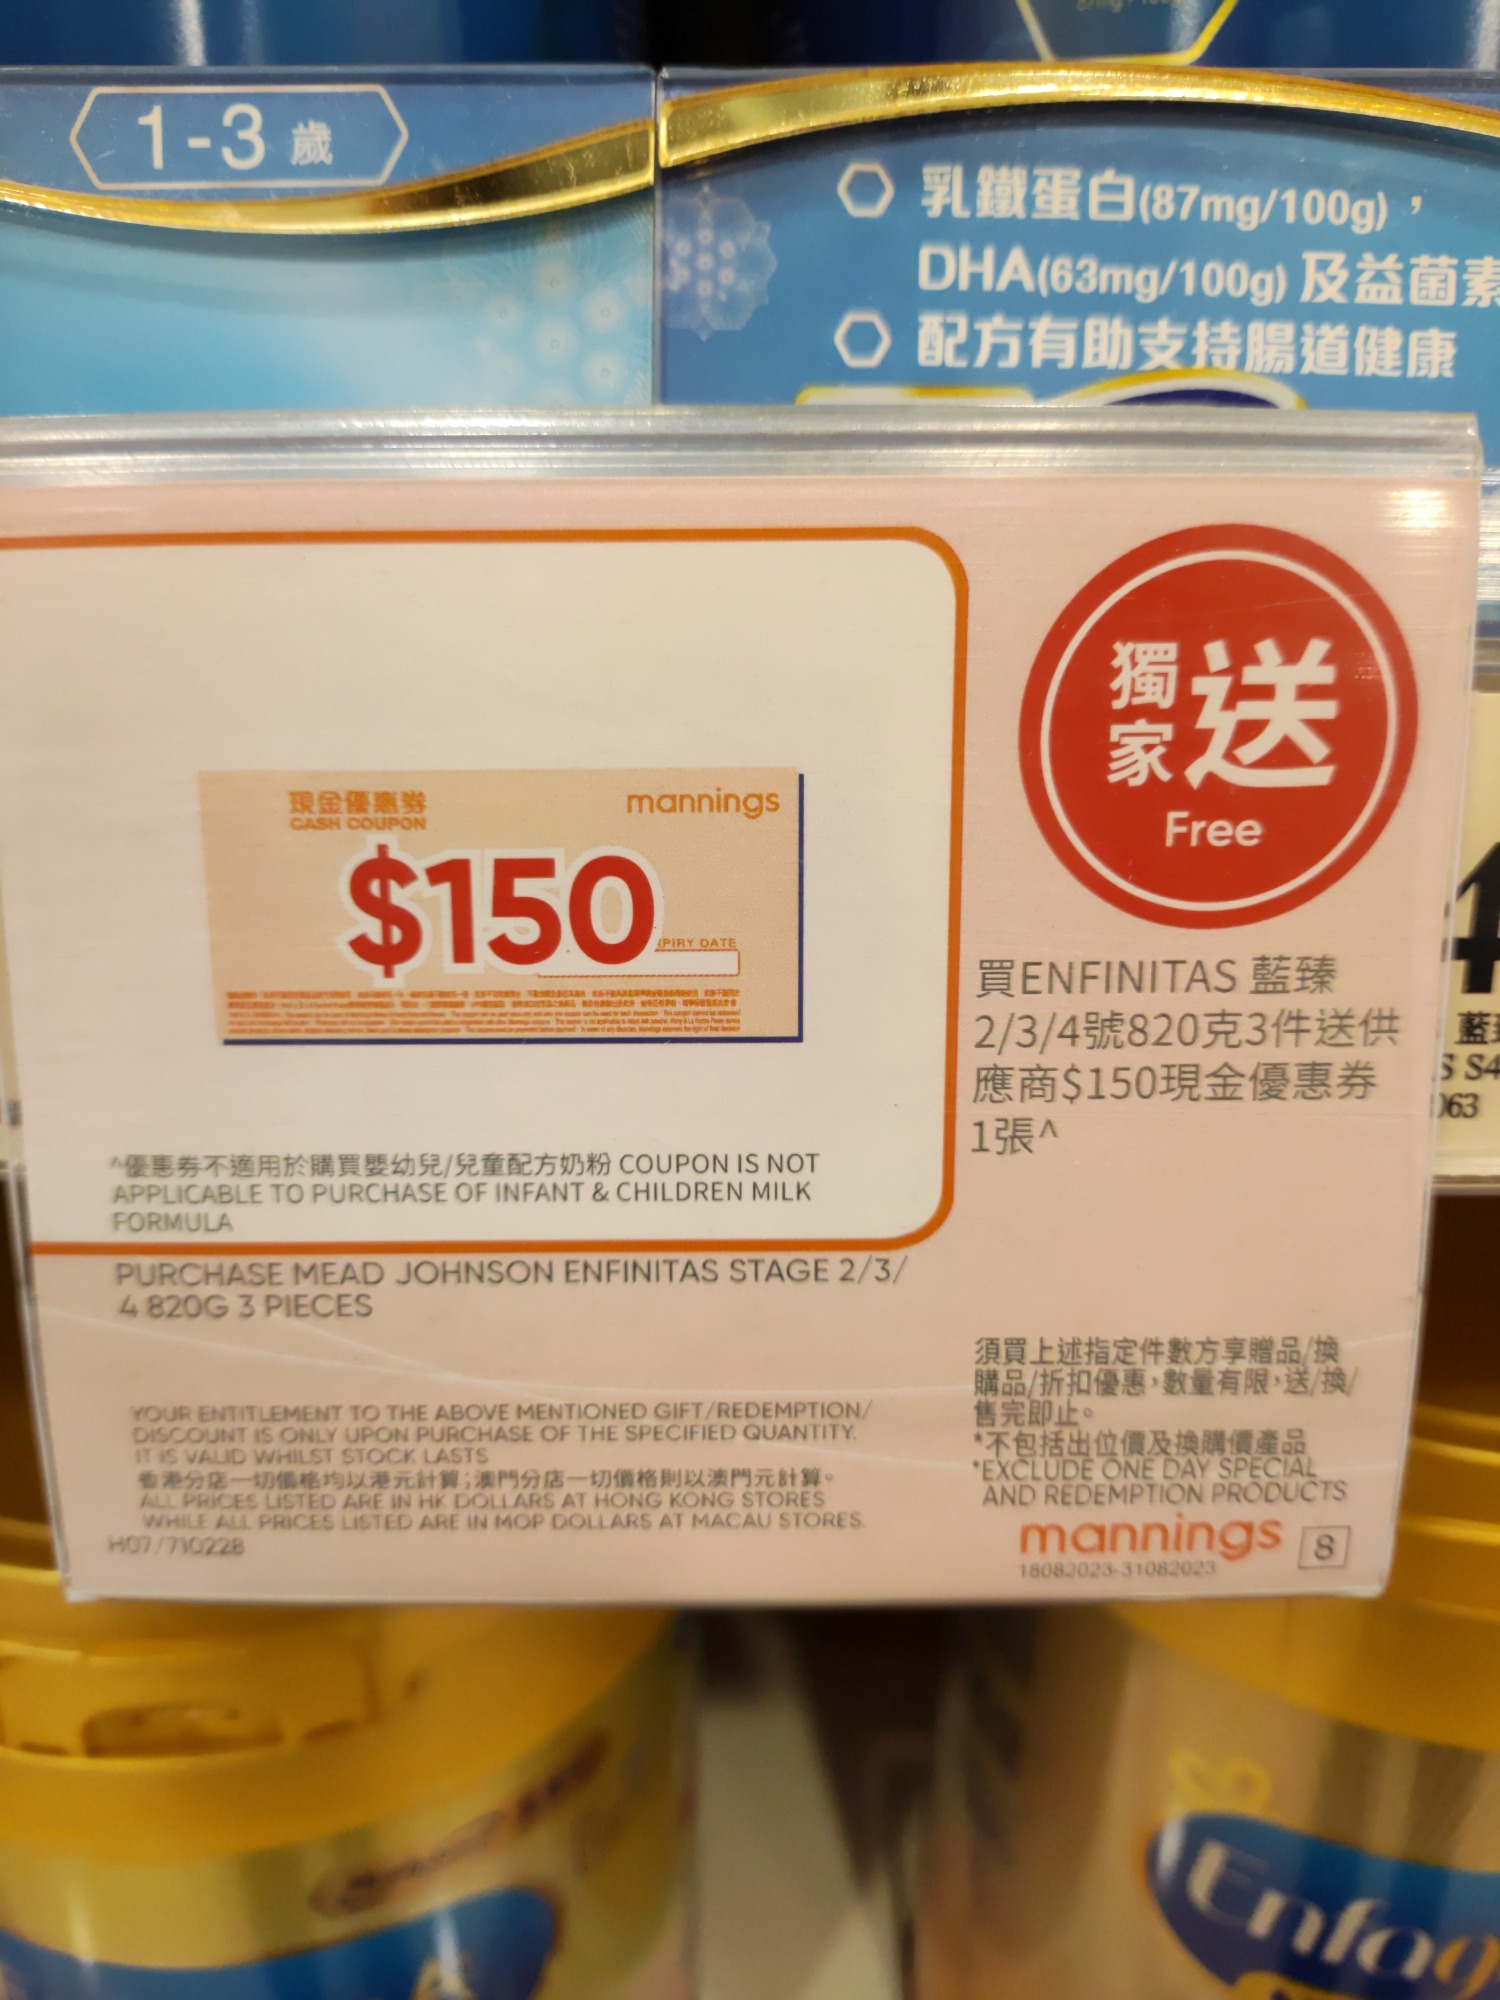 1-3 歲
乳鐵蛋白(87mg/100g)，
DHA(63mg/100g) 及益菌素
配方有助支持腸道健康
獨家 送
Free
現金優惠券
CASH COUPON
mannings
$150
PIRY DATE
買ENFINITAS 藍臻
2/3/4號820克3件送供
應商$150現金優惠券
1張^
^優惠券不適用於購買嬰幼兒/兒童配方奶粉 COUPON IS NOT
APPLICABLE TO PURCHASE OF INFANT & CHILDREN MILK
FORMULA
PURCHASE MEAD JOHNSON ENFINITAS STAGE 2/3/
4 820G 3 PIECES
YOUR ENTITLEMENT TO THE ABOVE MENTIONED GIFT/REDEMPTION/
DISCOUNT IS ONLY UPON PURCHASE OF THE SPECIFIED QUANTITY.
IT IS VALID WHILST STOCK LASTS
香港分店一切價格均以港元計算；澳門分店一切價格則以澳門元計算。
ALL PRICES LISTED ARE IN HK DOLLARS AT HONG KONG STORES
WHILE ALL PRICES LISTED ARE IN MOP DOLLARS AT MACAU STORES.
H07/710228
須買上述指定件數方享贈品/換
購品/折扣優惠，數量有限，送/換/
售完即止。
*不包括出位價及換購價產品
*EXCLUDE ONE DAY SPECIAL
AND REDEMPTION PRODUCTS
mannings 8
18082023-31082023
4
藍
S S4
063
Enfag